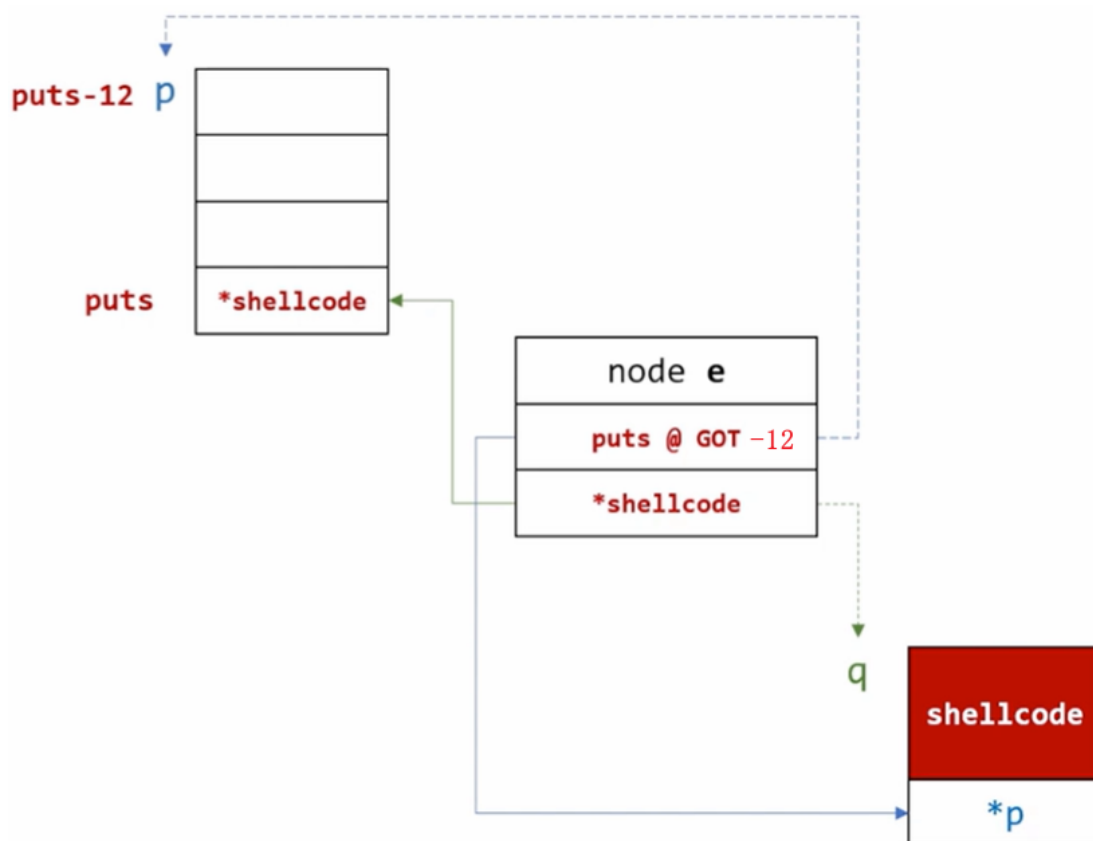 puts-12 p
puts *shellcode
node e
puts @ GOT -12
*shellcode
q
shellcode
*p